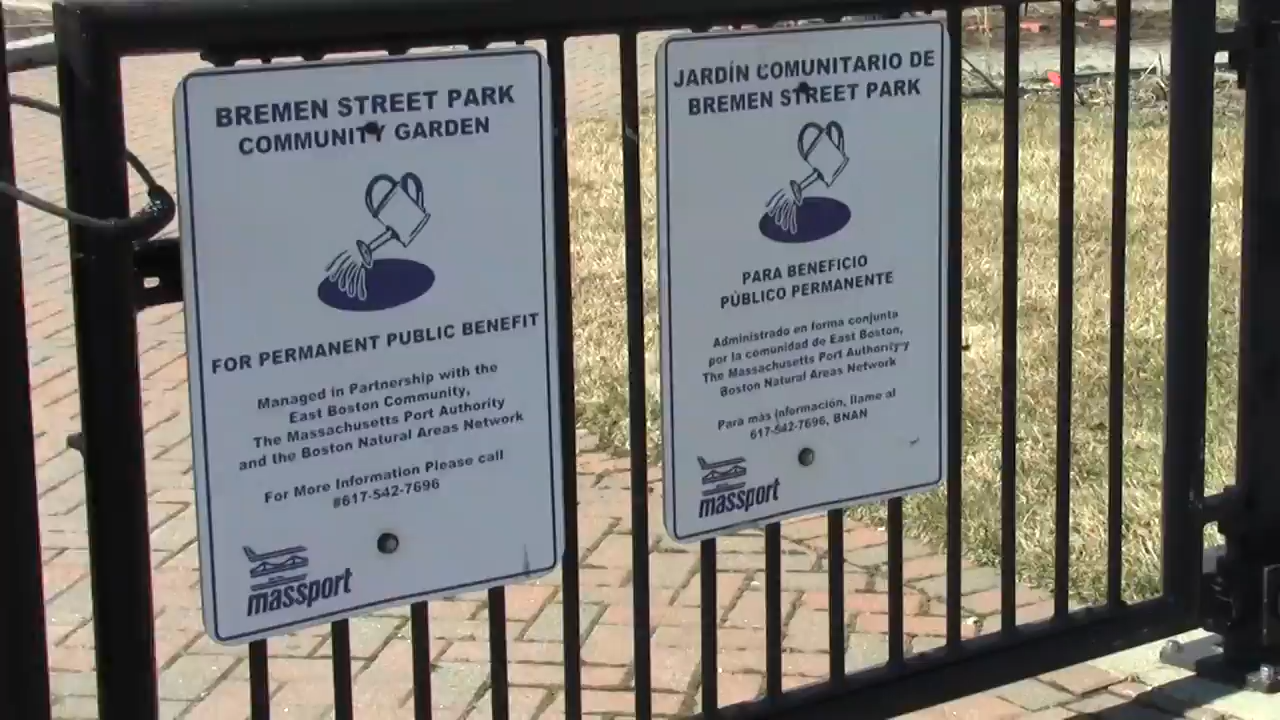 BREMEN STREET PARK
COMMUNITY GARDEN
FOR PERMANENT PUBLIC BENEFIT
Managed in Partnership with the
East Boston Community,
The Massachusetts Port Authority
and the Boston Natural Areas Network
For More Information Please call
#617-542-7696
massport
JARDÍN COMUNITARIO DE
BREMEN STREET PARK
PARA BENEFICIO
PÚBLICO PERMANENTE
Administrado en forma conjunta
por la comunidad de East Boston,
The Massachusetts Port Authority y
Boston Natural Areas Network
Para más información, llame al
617-542-7696, BNAN
massport